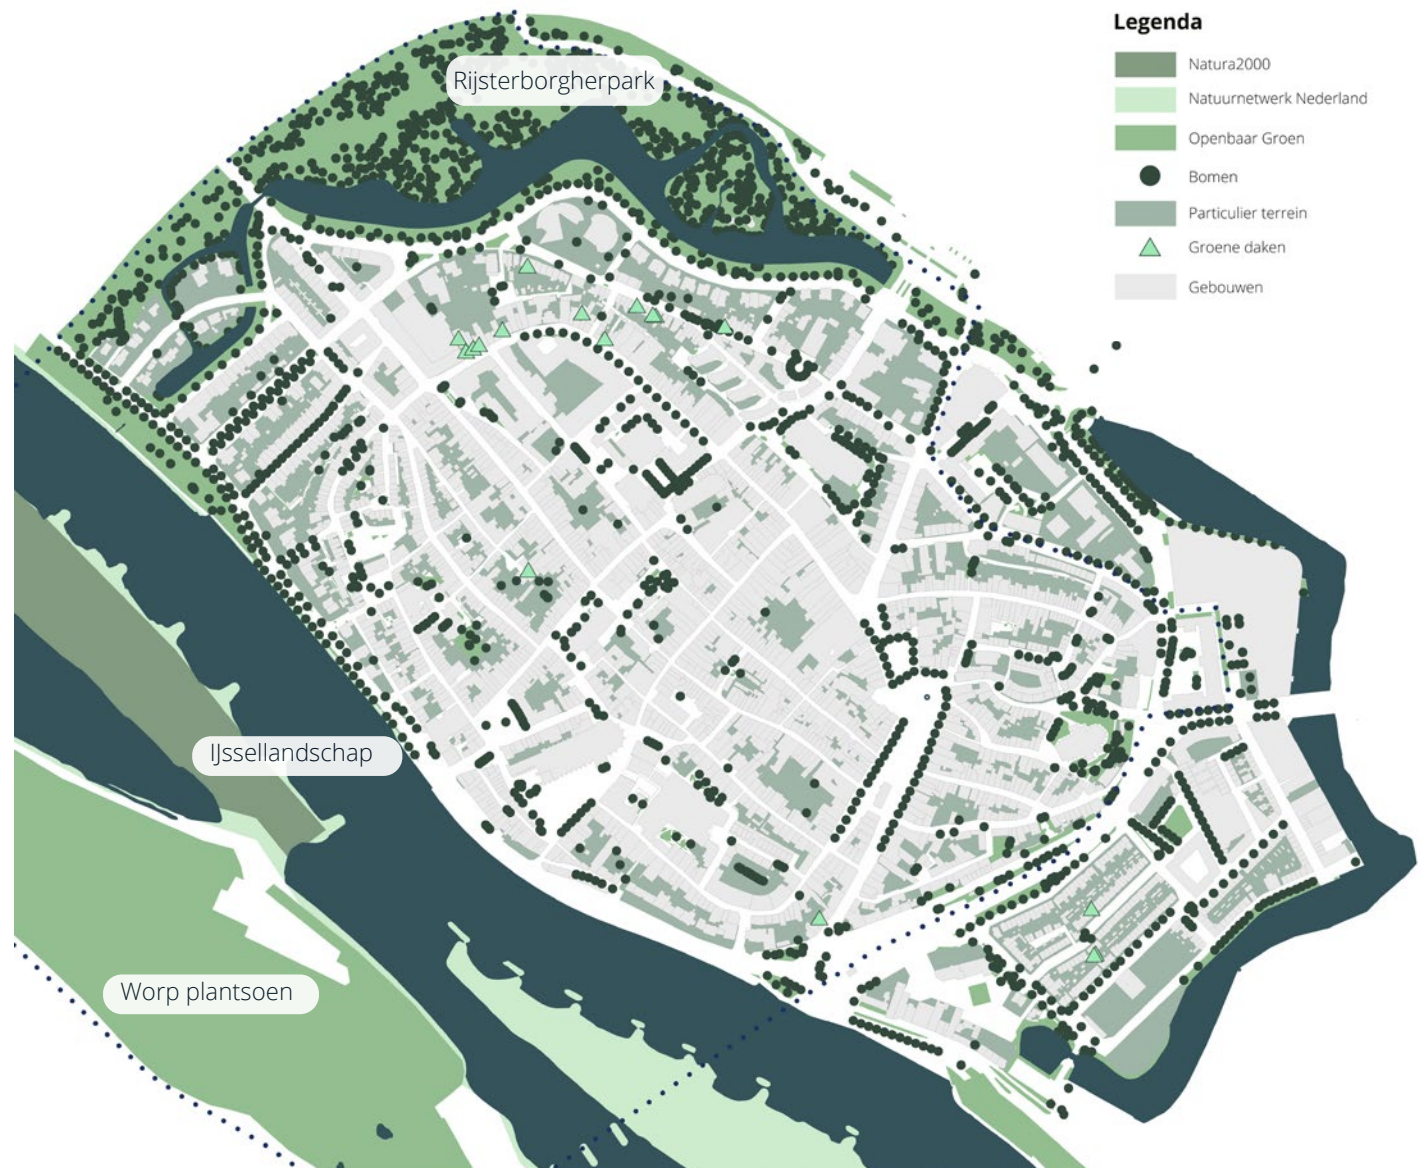 Rijsterborgherpark
IJssellandschap
Worp plantsoen
Legenda
Natura2000
Natuurnetwerk Nederland
Openbaar Groen
Bomen
Particulier terrein
Groene daken
Gebouwen